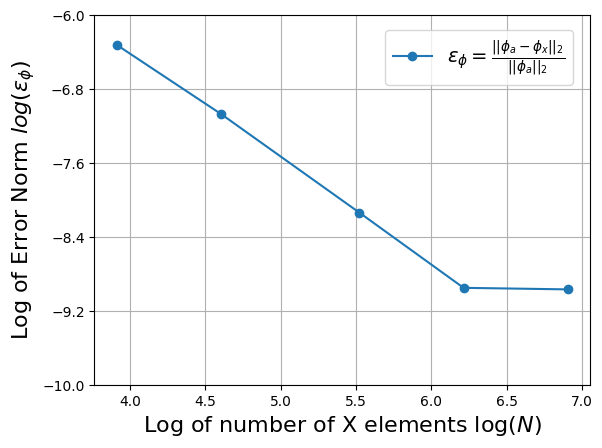 −6.0
−6.8
−7.6
−8.4
−9.2
−10.0
Log of Error Norm log(ε_ϕ)
ε_ϕ = ||ϕ_a − ϕ_x||_2 / ||ϕ_a||_2
4.0 4.5 5.0 5.5 6.0 6.5 7.0
Log of number of X elements log(N)